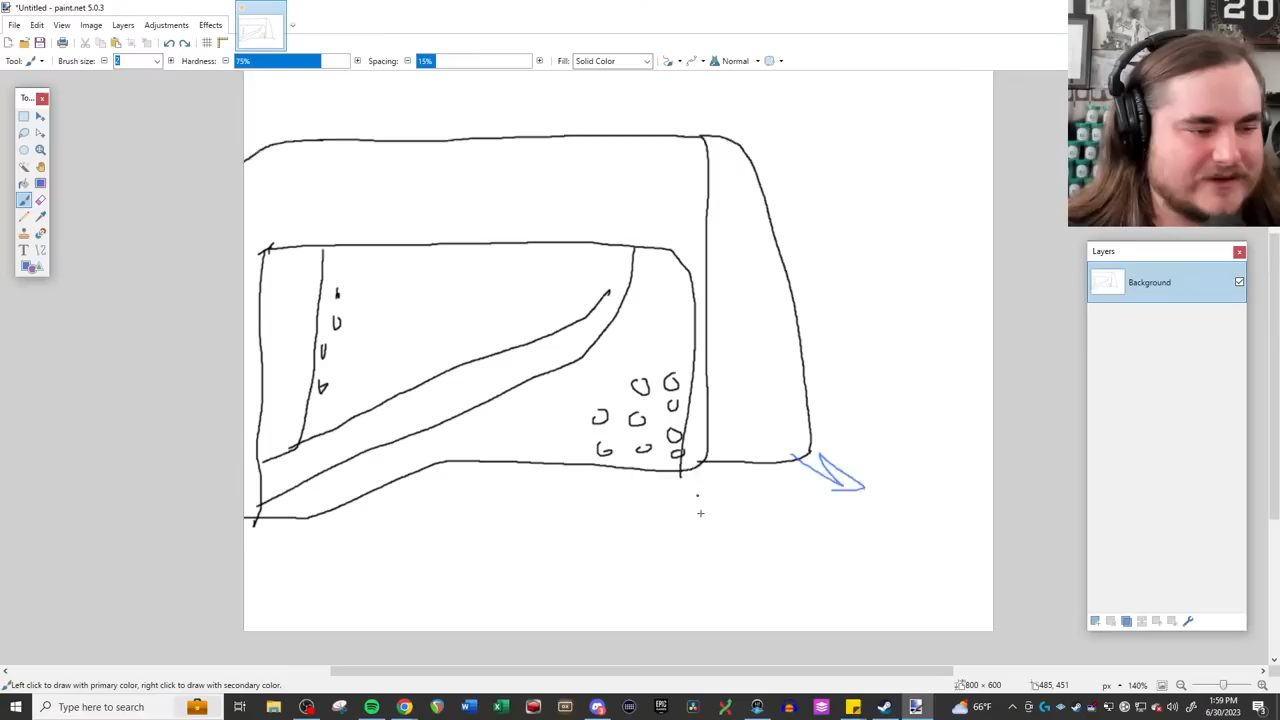 *Untitled - paint.net 5.0.3
File Edit View Image Layers Adjustments Effects
Tool: Brush size: 2 Hardness: 75% Spacing: 15% Fill: Solid Color Normal
20
To...
Layers
Background
Left click to draw with primary color, right click to draw with secondary color. 800 × 600 485, 451 px 140%
Type here to search 66°F 1:59 PM
6/30/2023